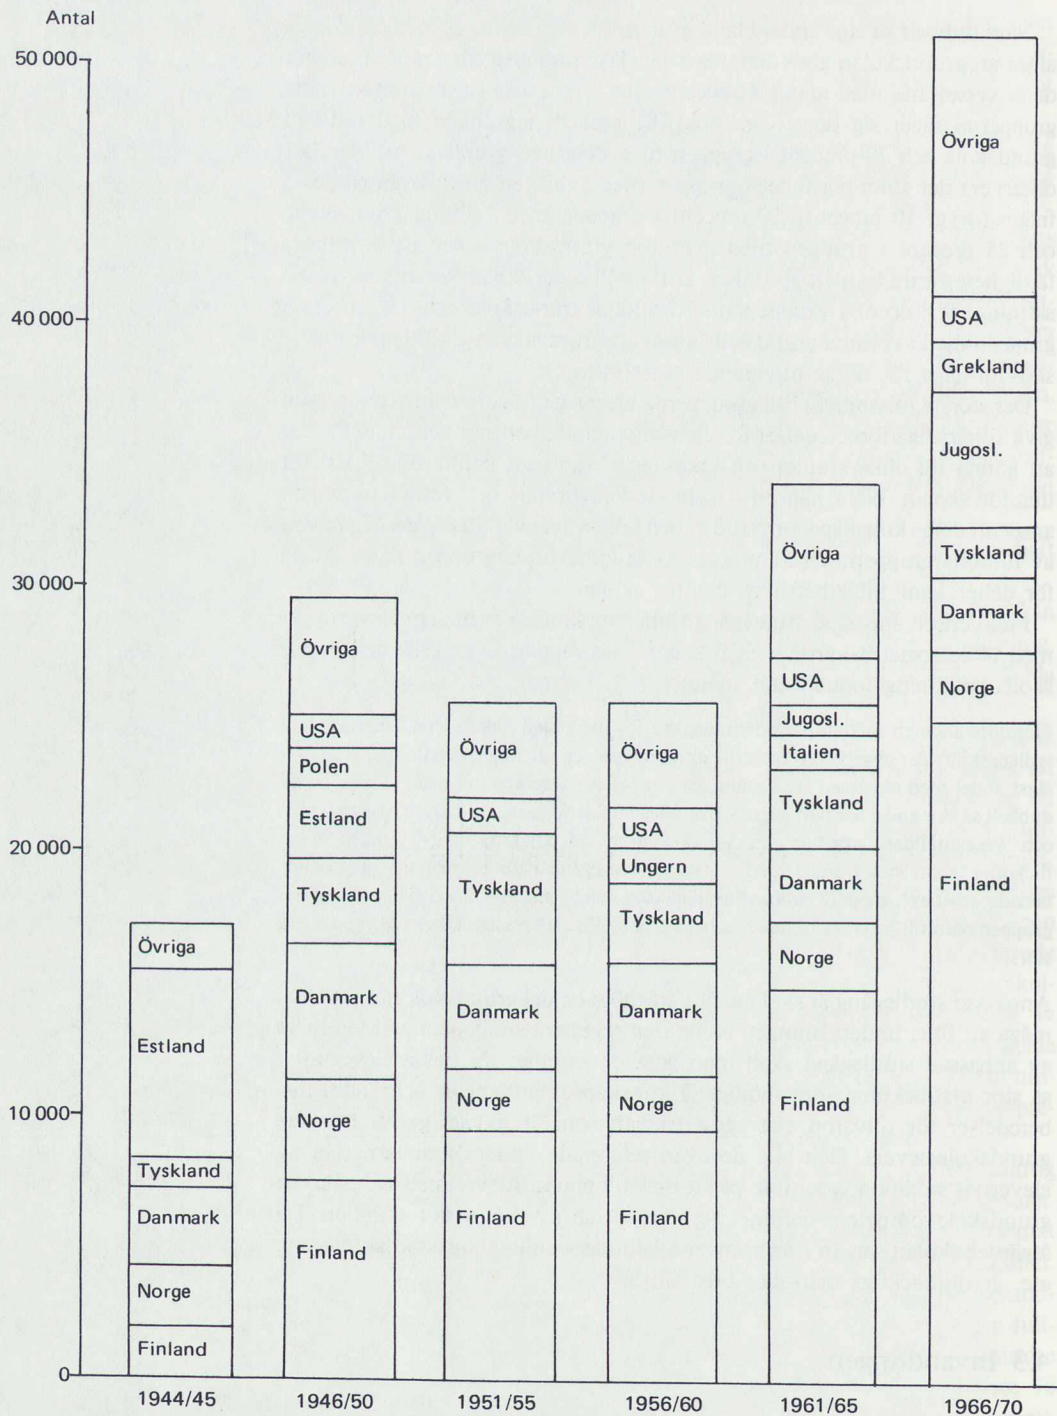 Antal
50 000
40 000
30 000
20 000
10 000
0
Övriga
Estland
Tyskland
Danmark
Norge
Finland
1944/45
Övriga
USA
Polen
Estland
Tyskland
Danmark
Norge
Finland
1946/50
Övriga
USA
Tyskland
Danmark
Norge
Finland
1951/55
Övriga
USA
Ungern
Tyskland
Danmark
Norge
Finland
1956/60
Övriga
USA
Jugosl.
Italien
Tyskland
Danmark
Norge
Finland
1961/65
Övriga
USA
Grekland
Jugosl.
Tyskland
Danmark
Norge
Finland
1966/70